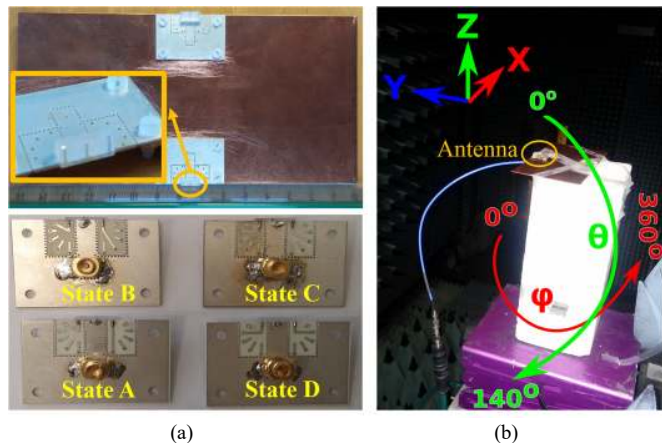 State B
State C
State A
State D
(a)
Z
X
Y
0°
Antenna
0°
360°
θ
φ
140°
(b)